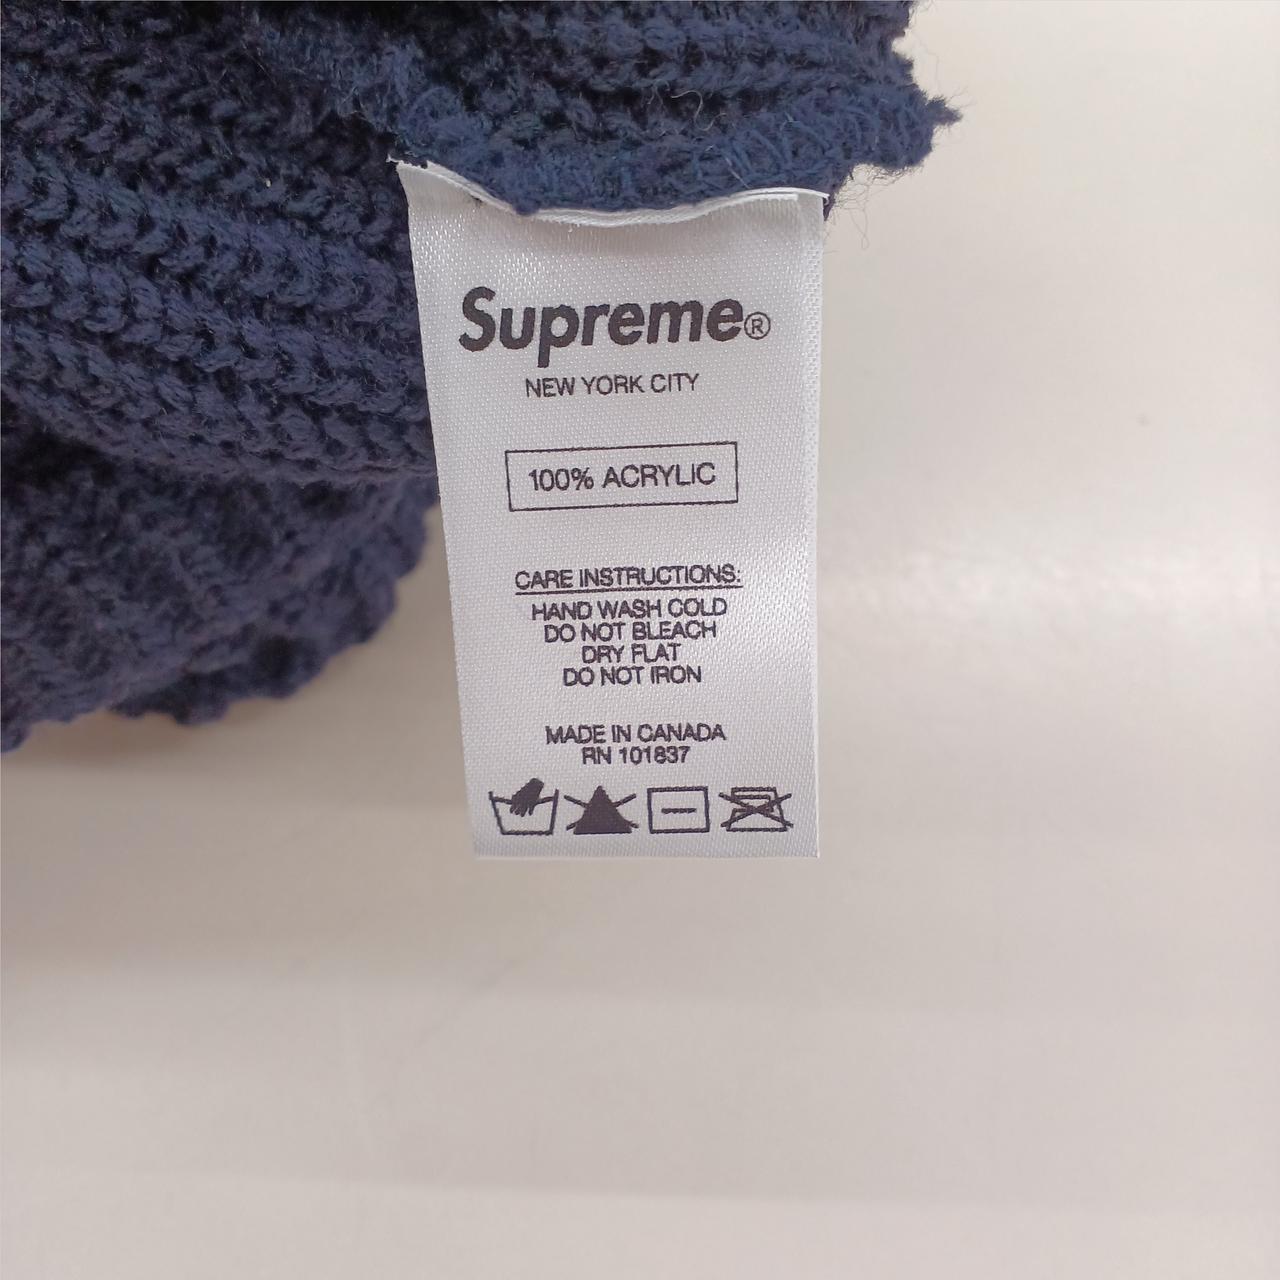 Supreme®
NEW YORK CITY
100% ACRYLIC
CARE INSTRUCTIONS:
HAND WASH COLD
DO NOT BLEACH
DRY FLAT
DO NOT IRON
MADE IN CANADA
RN 101837